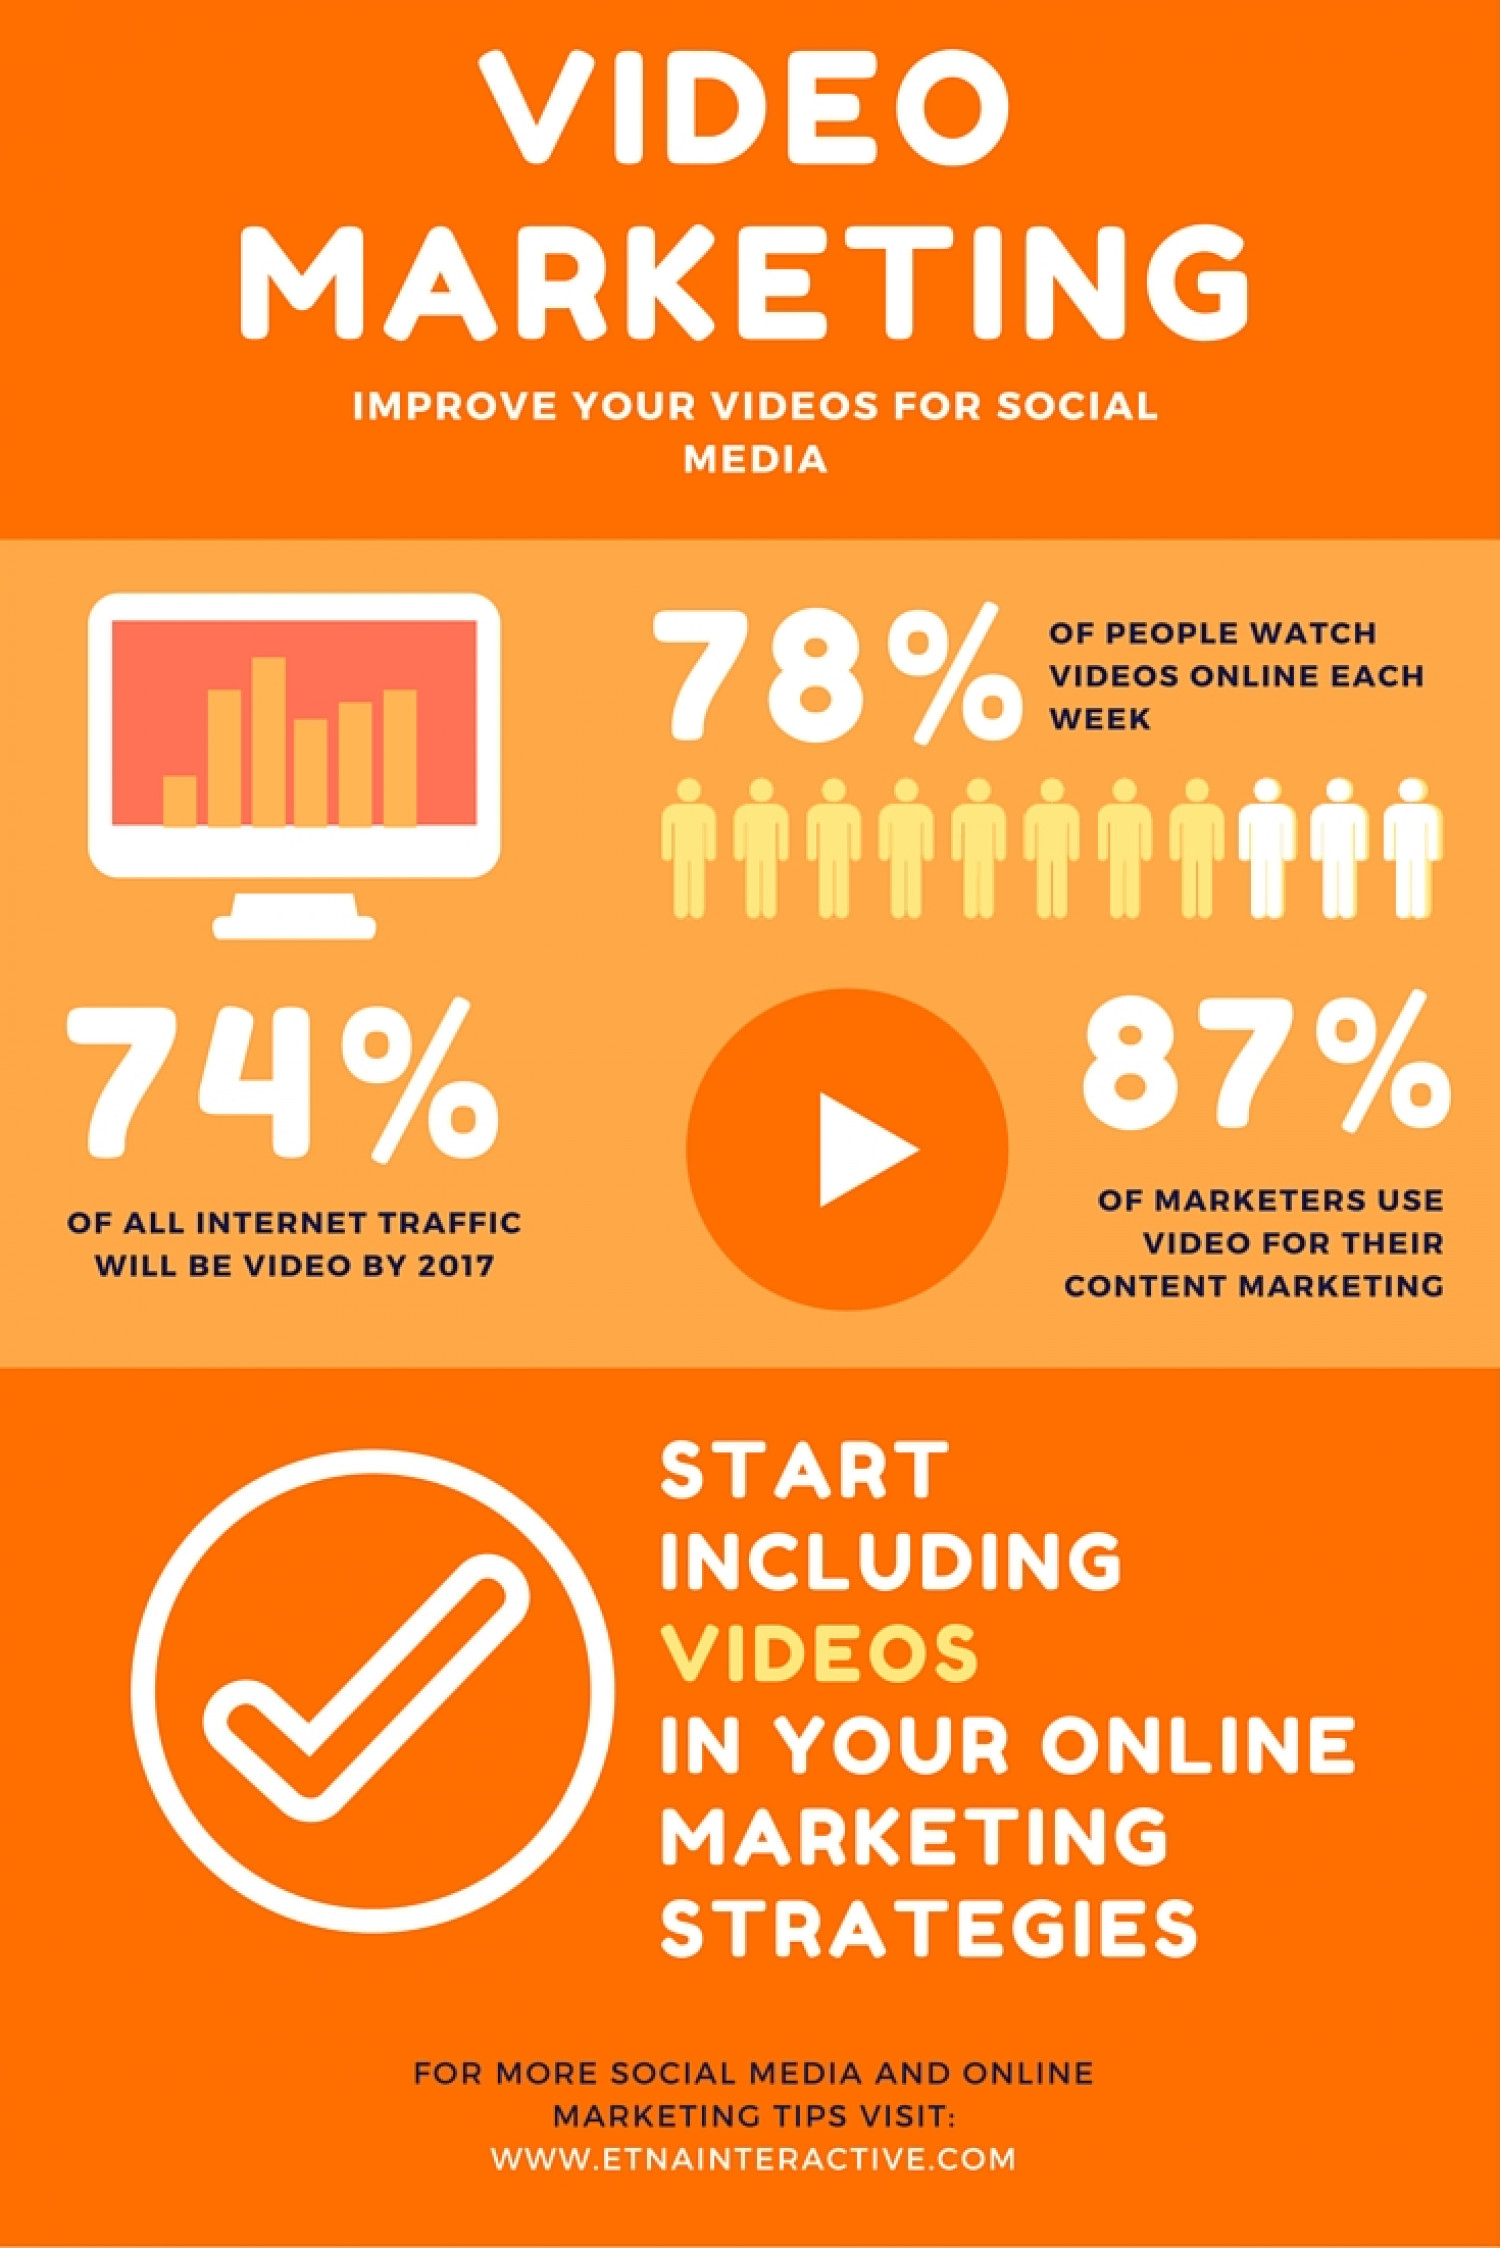 VIDEO
MARKETING
IMPROVE YOUR VIDEOS FOR SOCIAL
MEDIA
78%
OF PEOPLE WATCH
VIDEOS ONLINE EACH
WEEK
74%
OF ALL INTERNET TRAFFIC
WILL BE VIDEO BY 2017
87%
OF MARKETERS USE
VIDEO FOR THEIR
CONTENT MARKETING
START
INCLUDING
VIDEOS
IN YOUR ONLINE
MARKETING
STRATEGIES
FOR MORE SOCIAL MEDIA AND ONLINE
MARKETING TIPS VISIT:
WWW.ETNAINTERACTIVE.COM